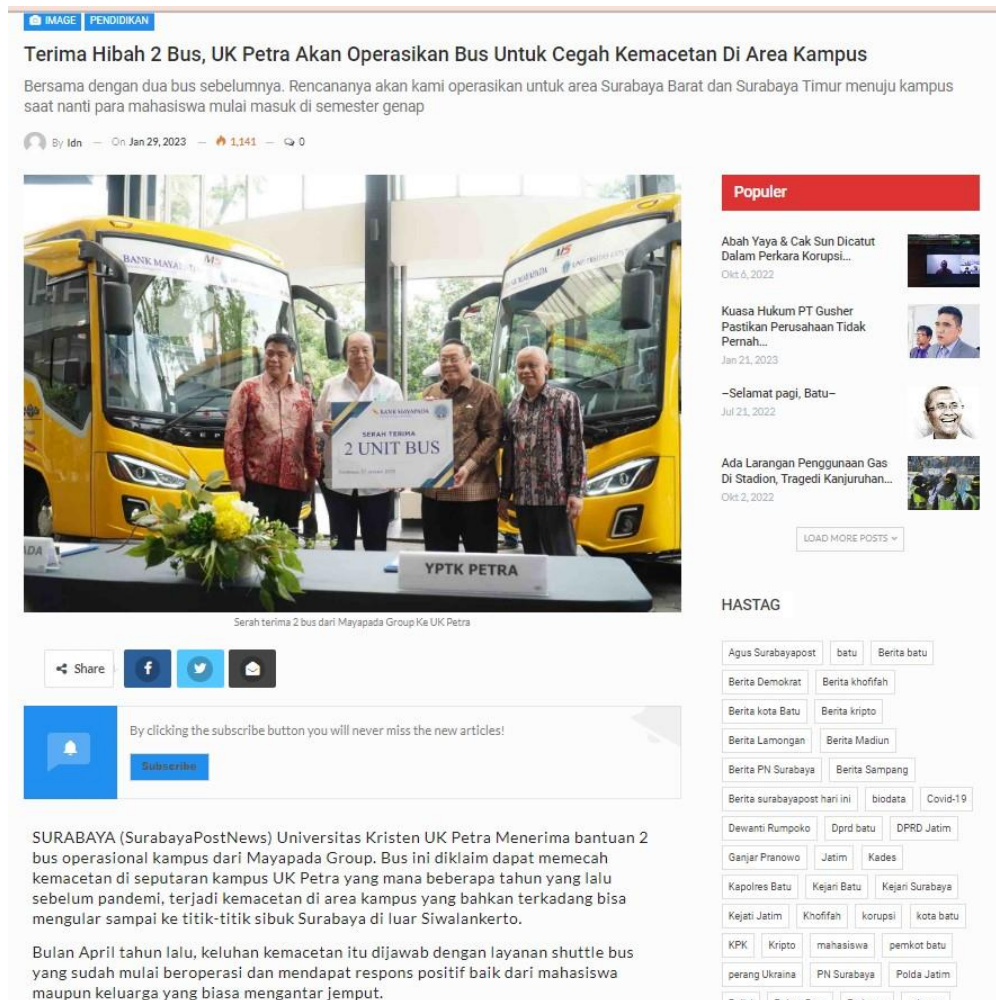 IMAGE
PENDIDIKAN
Terima Hibah 2 Bus, UK Petra Akan Operasikan Bus Untuk Cegah Kemacetan Di Area Kampus
Bersama dengan dua bus sebelumnya. Rencananya akan kami operasikan untuk area Surabaya Barat dan Surabaya Timur menuju kampus
saat nanti para mahasiswa mulai masuk di semester genap
By Idn — On Jan 29, 2023 — 1,141 — 0
BANK MAYAPADA
SERAH TERIMA
2 UNIT BUS
YPTK PETRA
Serah terima 2 bus dari Mayapada Group Ke UK Petra
Share
By clicking the subscribe button you will never miss the new articles!
Subscribe
SURABAYA (SurabayaPostNews) Universitas Kristen UK Petra Menerima bantuan 2
bus operasional kampus dari Mayapada Group. Bus ini diklaim dapat memecah
kemacetan di seputaran kampus UK Petra yang mana beberapa tahun yang lalu
sebelum pandemi, terjadi kemacetan di area kampus yang bahkan terkadang bisa
mengular sampai ke titik-titik sibuk Surabaya di luar Siwalankerto.
Bulan April tahun lalu, keluhan kemacetan itu dijawab dengan layanan shuttle bus
yang sudah mulai beroperasi dan mendapat respons positif baik dari mahasiswa
maupun keluarga yang biasa mengantar jemput.
Populer
Abah Yaya & Cak Sun Dicatut
Dalam Perkara Korupsi...
Okt 6, 2022
Kuasa Hukum PT Gusher
Pastikan Perusahaan Tidak
Pernah...
Jan 21, 2023
–Selamat pagi, Batu–
Jul 21, 2022
Ada Larangan Penggunaan Gas
Di Stadion, Tragedi Kanjuruhan...
Okt 2, 2022
LOAD MORE POSTS
HASTAG
Agus Surabayapost batu Berita batu
Berita Demokrat Berita khofifah
Berita kota Batu Berita kripto
Berita Lamongan Berita Madiun
Berita PN Surabaya Berita Sampang
Berita surabayapost hari ini biodata Covid-19
Dewanti Rumpoko Dprd batu DPRD Jatim
Ganjar Pranowo Jatim Kades
Kapolres Batu Kejari Batu Kejari Surabaya
Kejati Jatim Khofifah korupsi kota batu
KPK Kripto mahasiswa pemkot batu
perang Ukraina PN Surabaya Polda Jatim